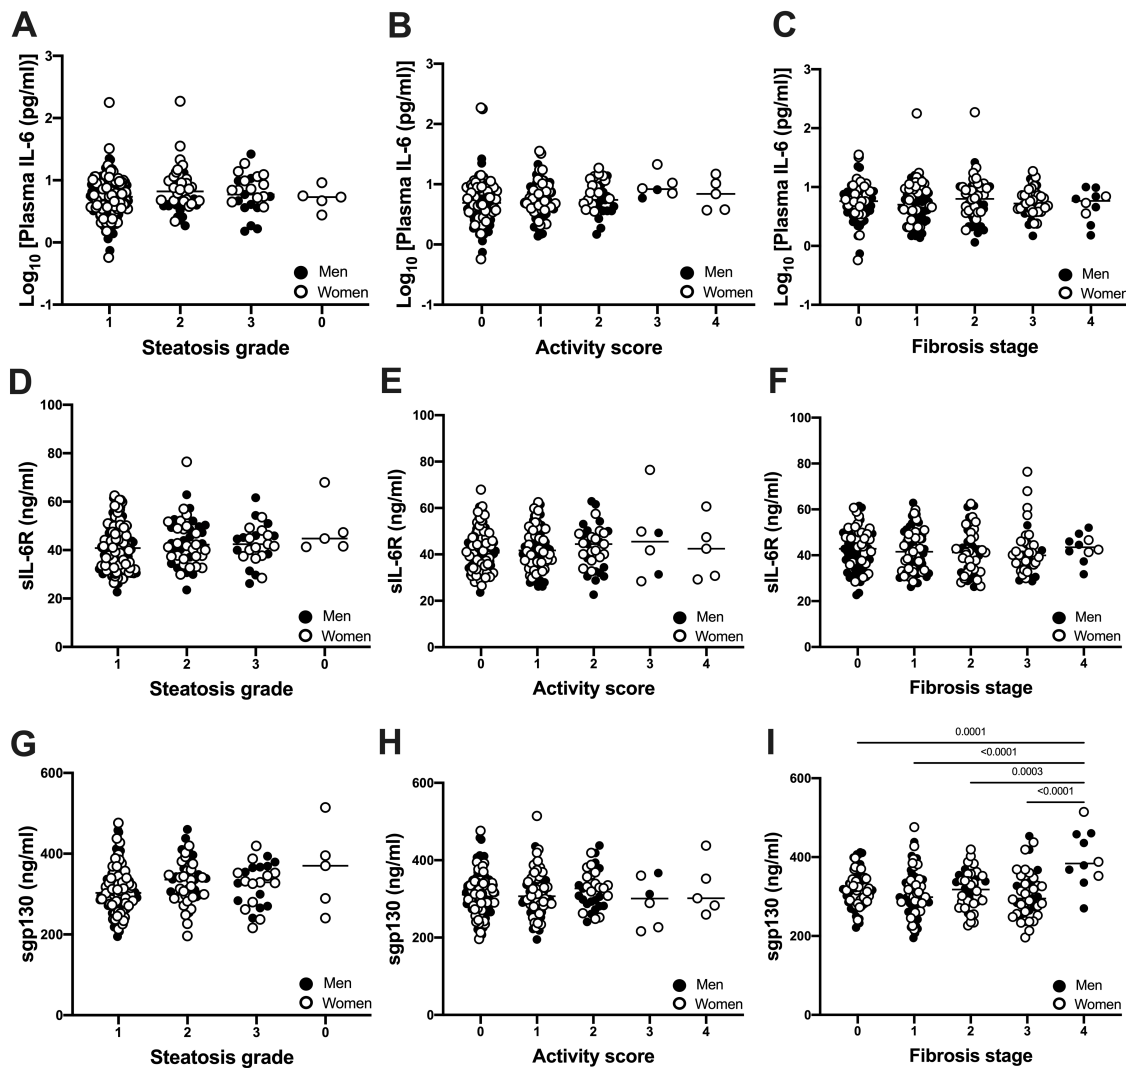 A
Log10 [Plasma IL-6 (pg/ml)]
3
2
1
0
-1
Men
Women
1 2 3 0
Steatosis grade
B
Log10 [Plasma IL-6 (pg/ml)]
3
2
1
0
-1
Men
Women
0 1 2 3 4
Activity score
C
Log10 [Plasma IL-6 (pg/ml)]
3
2
1
0
-1
Men
Women
0 1 2 3 4
Fibrosis stage
D
sIL-6R (ng/ml)
100
80
60
40
20
0
Men
Women
1 2 3 0
Steatosis grade
E
sIL-6R (ng/ml)
100
80
60
40
20
0
Men
Women
0 1 2 3 4
Activity score
F
sIL-6R (ng/ml)
100
80
60
40
20
0
Men
Women
0 1 2 3 4
Fibrosis stage
G
sgp130 (ng/ml)
600
400
200
0
Men
Women
1 2 3 0
Steatosis grade
H
sgp130 (ng/ml)
600
400
200
0
Men
Women
0 1 2 3 4
Activity score
I
0.0001
<0.0001
0.0003
<0.0001
sgp130 (ng/ml)
600
400
200
0
Men
Women
0 1 2 3 4
Fibrosis stage